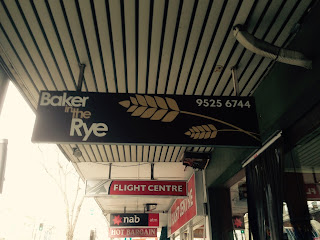 Baker
in the
Rye
9525 6744
FLIGHT CENTRE
nab
HOT BARGAIN